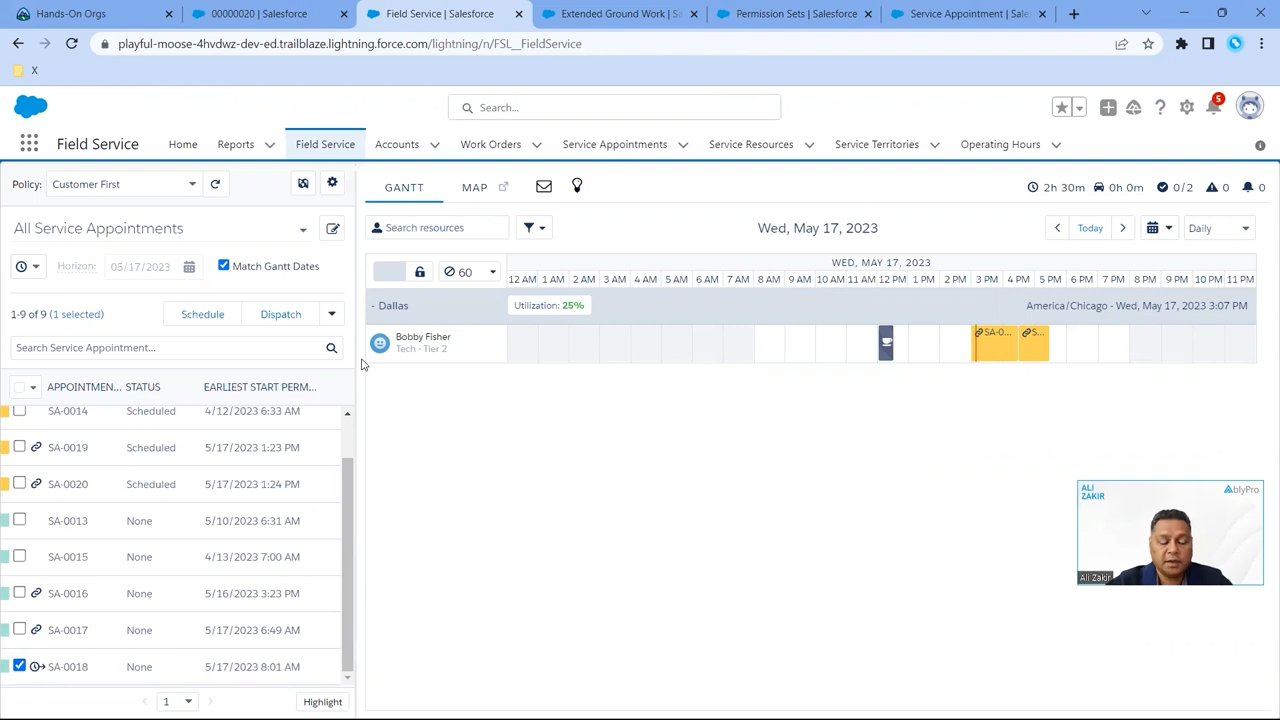 Hands-On Orgs
00000020 | Salesforce
Field Service | Salesforce
Extended Ground Work | Sa
Permission Sets | Salesforce
Service Appointment | Sale
playful-moose-4hvdwz-dev-ed.trailblaze.lightning.force.com/lightning/n/FSL__FieldService
X
Search...
5
Field Service
Home
Reports
Field Service
Accounts
Work Orders
Service Appointments
Service Resources
Service Territories
Operating Hours
Policy:
Customer First
GANTT
MAP
2h 30m
0h 0m
0/2
0
0
All Service Appointments
Search resources
Wed, May 17, 2023
Today
Daily
Horizon:
05/17/2023
Match Gantt Dates
60
WED, MAY 17, 2023
12 AM 1 AM 2 AM 3 AM 4 AM 5 AM 6 AM 7 AM 8 AM 9 AM 10 AM 11 AM 12 PM 1 PM 2 PM 3 PM 4 PM 5 PM 6 PM 7 PM 8 PM 9 PM 10 PM 11 PM
1-9 of 9 (1 selected)
Schedule
Dispatch
- Dallas
Utilization: 25%
America/Chicago - Wed, May 17, 2023 3:07 PM
Search Service Appointment...
Bobby Fisher
Tech - Tier 2
SA-0...
S...
APPOINTMEN... STATUS EARLIEST START PERM...
SA-0014 Scheduled 4/12/2023 6:33 AM
SA-0019 Scheduled 5/17/2023 1:23 PM
SA-0020 Scheduled 5/17/2023 1:24 PM
SA-0013 None 5/10/2023 6:31 AM
SA-0015 None 4/13/2023 7:00 AM
SA-0016 None 5/16/2023 3:23 PM
SA-0017 None 5/17/2023 6:49 AM
SA-0018 None 5/17/2023 8:01 AM
1
Highlight
ALI
ZAKIR
AblyPro
Ali Zakir